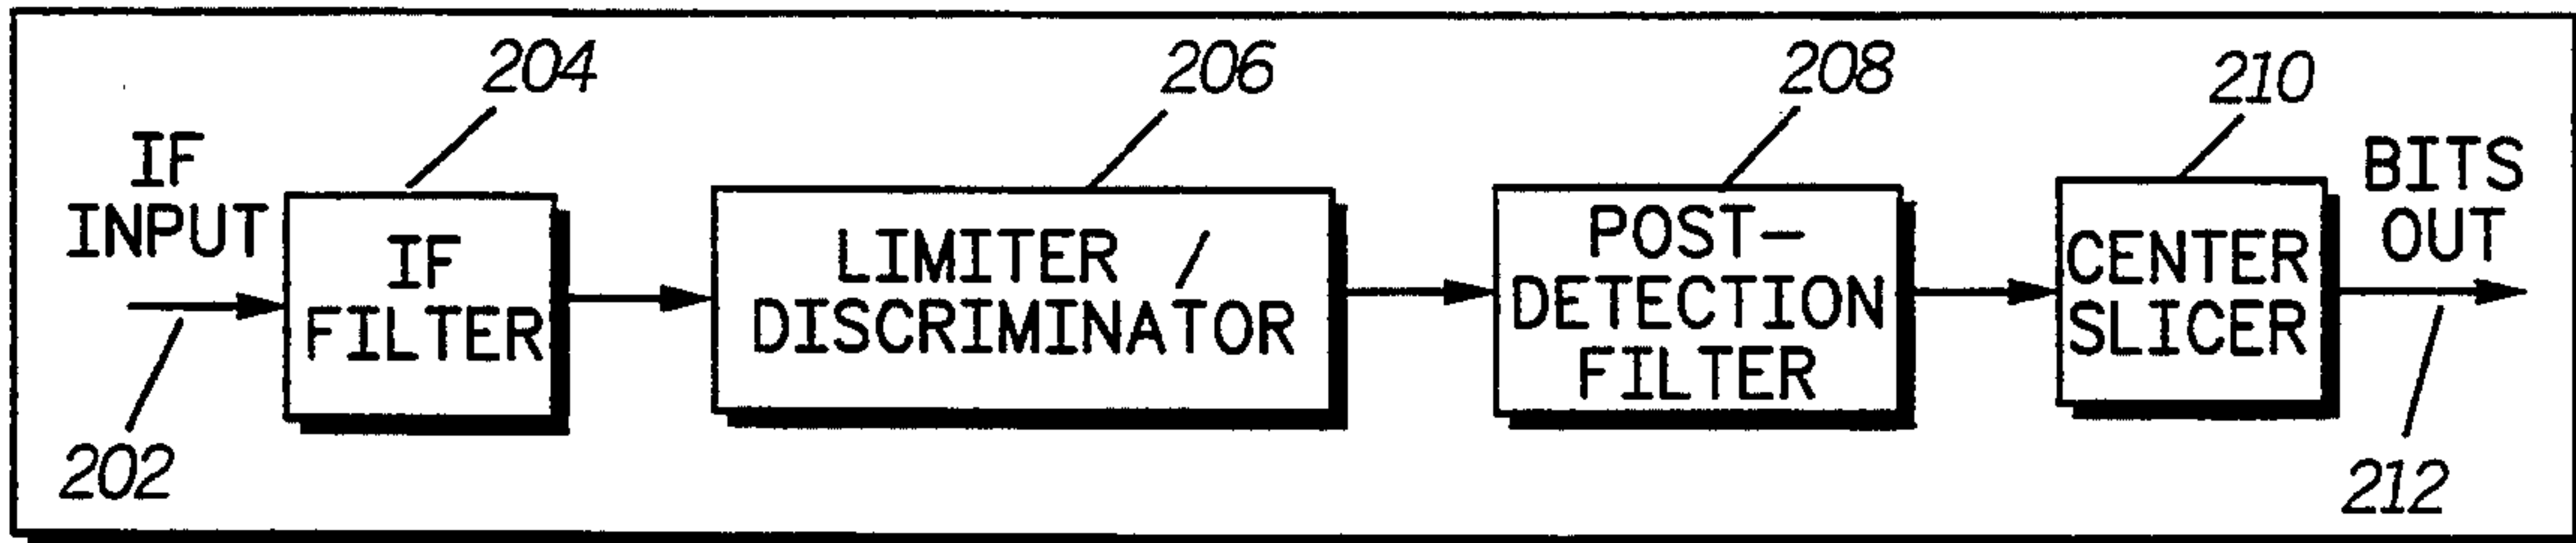 204
206
208
210
IF
INPUT
IF
FILTER
LIMITER /
DISCRIMINATOR
POST-
DETECTION
FILTER
CENTER
SLICER
BITS
OUT
202
212